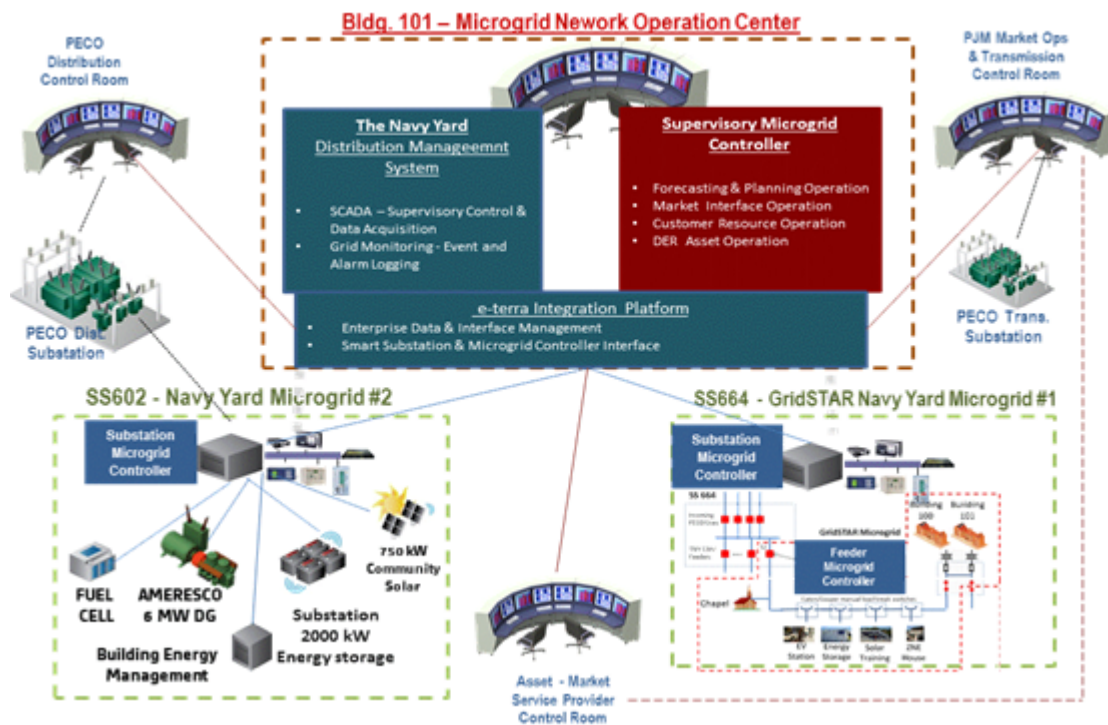 Bldg. 101 – Microgrid Nework Operation Center
PECO
Distribution
Control Room
PJM Market Ops
& Transmission
Control Room
The Navy Yard
Distribution Manageemnt
System
• SCADA – Supervisory Control &
Data Acquisition
• Grid Monitoring - Event and
Alarm Logging
Supervisory Microgrid
Controller
• Forecasting & Planning Operation
• Market Interface Operation
• Customer Resource Operation
• DER Asset Operation
e-terra Integration Platform
• Enterprise Data & Interface Management
• Smart Substation & Microgrid Controller Interface
PECO Dist.
Substation
PECO Trans.
Substation
SS602 - Navy Yard Microgrid #2
Substation
Microgrid
Controller
FUEL
CELL
AMERESCO
6 MW DG
Substation
2000 kW
Energy storage
750 kW
Community
Solar
Building Energy
Management
SS664 - GridSTAR Navy Yard Microgrid #1
Substation
Microgrid
Controller
SS 664
Incoming
Feeders
GridSTAR Microgrid
Feeder
Microgrid
Controller
Building
100
Building
101
Chapel
EV
Station
Energy
Storage
Solar
Training
ZNE
House
Asset - Market
Service Provider
Control Room